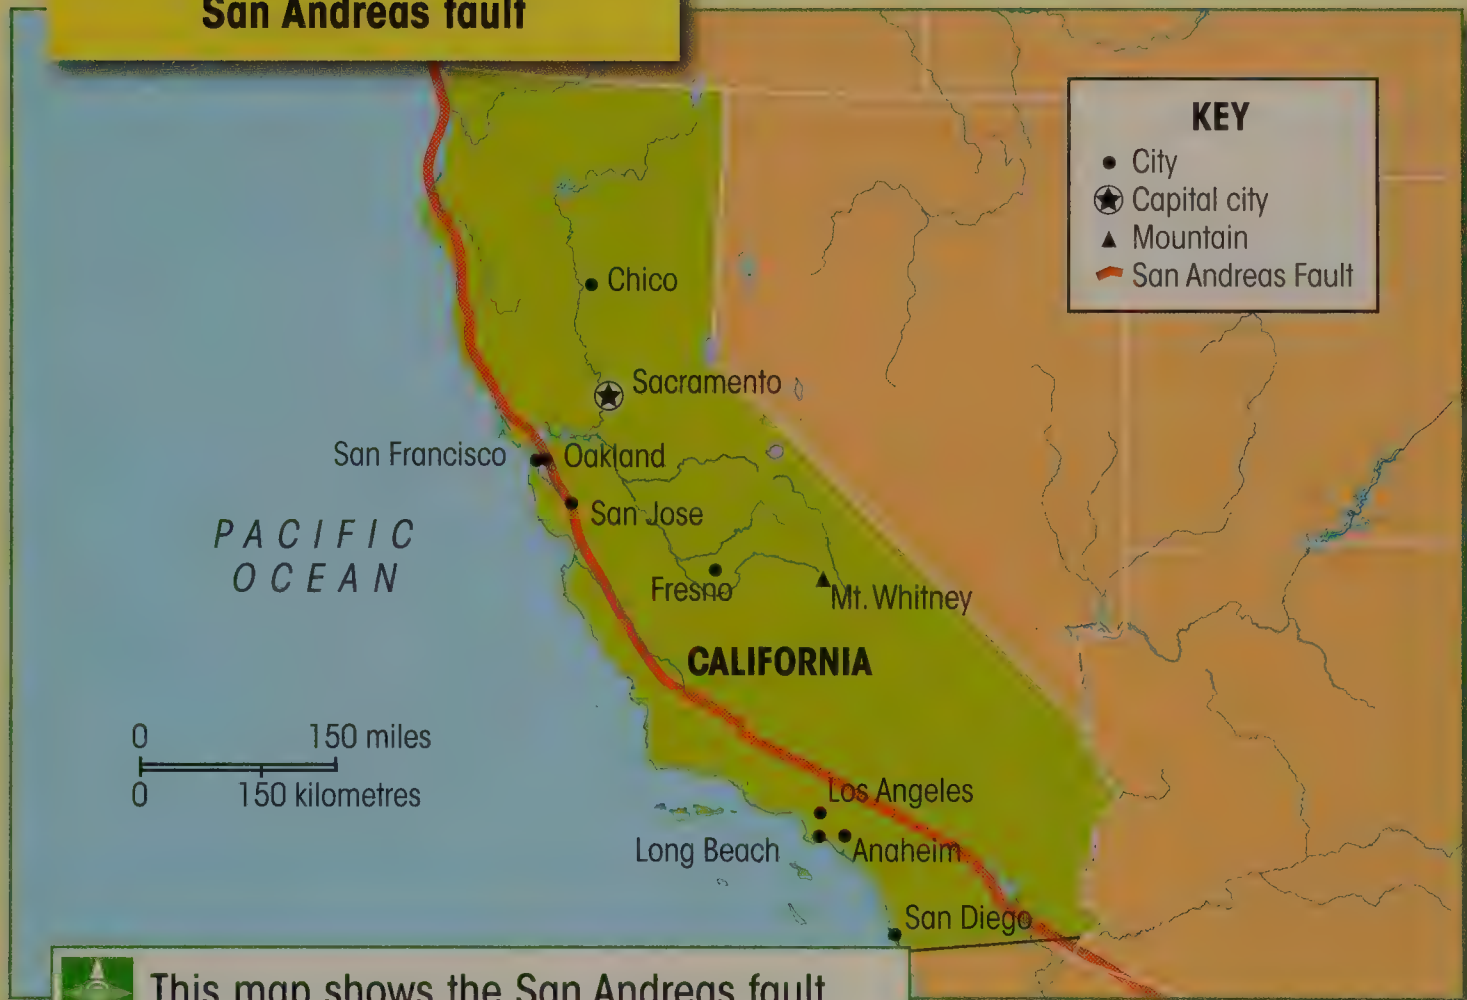 San Andreas fault
KEY
City
Capital city
Mountain
San Andreas Fault
Chico
Sacramento
San Francisco
Oakland
San Jose
PACIFIC
OCEAN
Fresno
Mt. Whitney
CALIFORNIA
0 150 miles
0 150 kilometres
Los Angeles
Long Beach
Anaheim
San Diego
This map shows the San Andreas fault